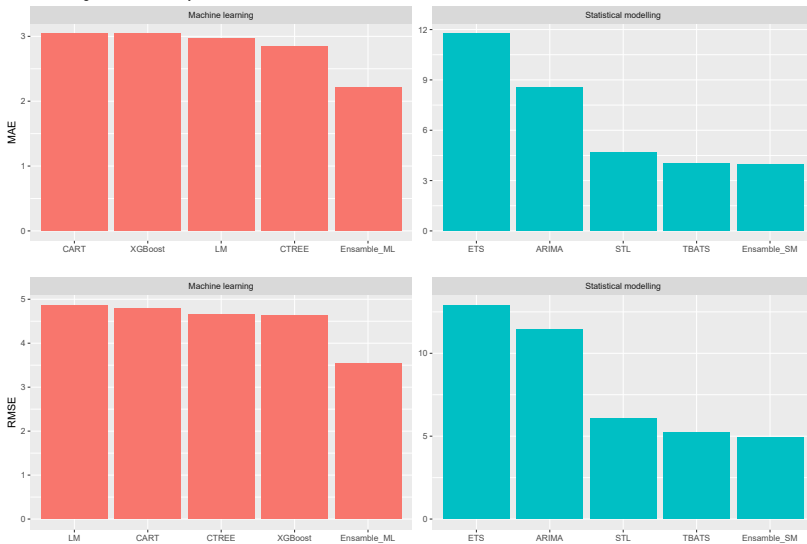 Machine learning Statistical modelling
3 12
9
2
MAE 6
1
3
0 0
CART XGBoost LM CTREE Ensamble_ML ETS ARIMA STL TBATS Ensamble_SM
Machine learning Statistical modelling
5
4
10
3
RMSE
2 5
1
0 0
LM CART CTREE XGBoost Ensamble_ML ETS ARIMA STL TBATS Ensamble_SM